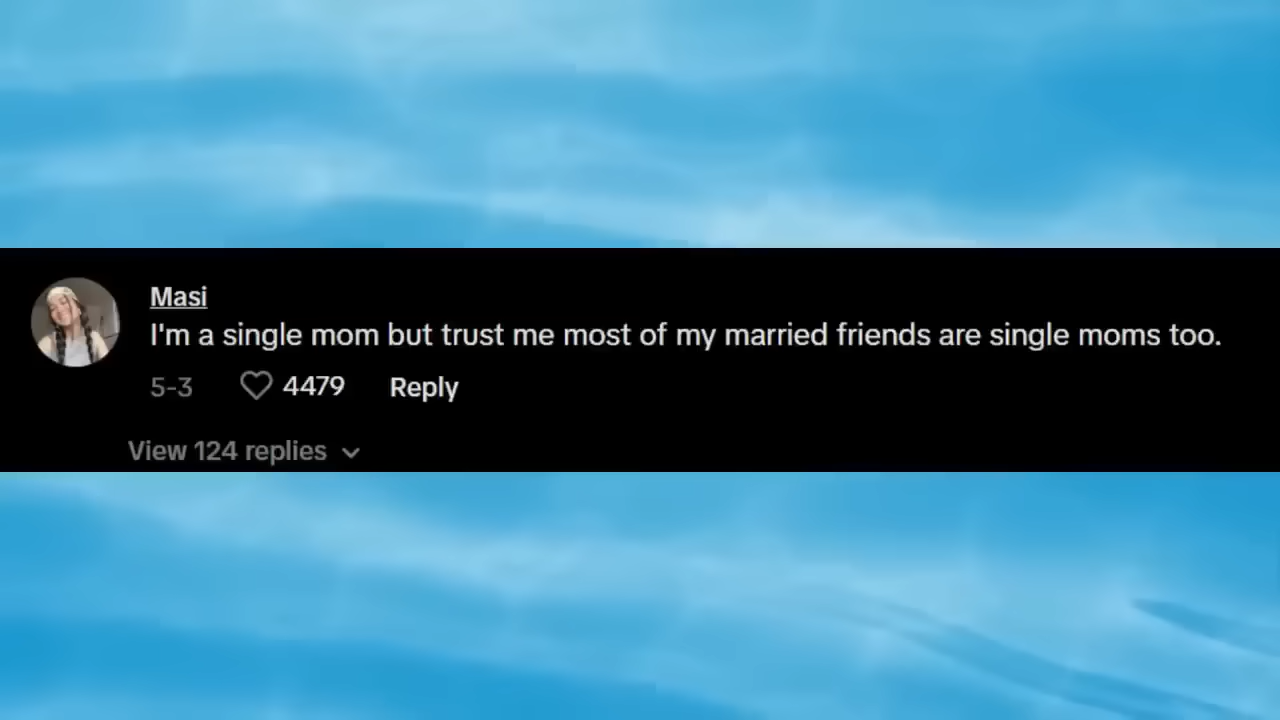 Masi
I'm a single mom but trust me most of my married friends are single moms too.
5-3 4479 Reply
View 124 replies